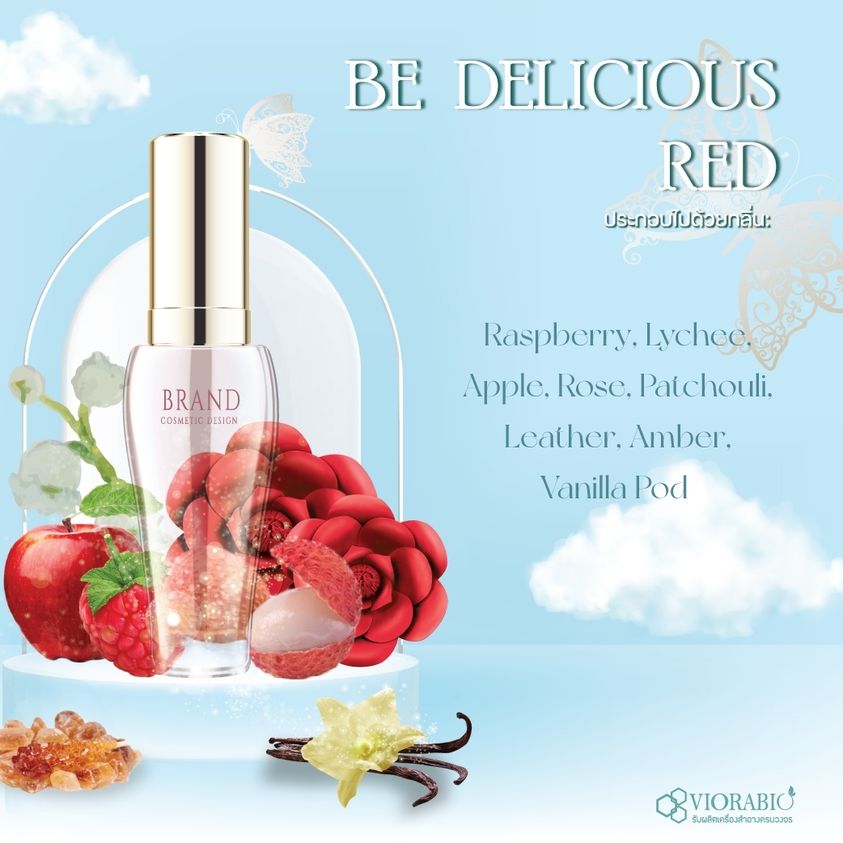 BE DELICIOUS
RED
ประกอบไปด้วยกลิ่น:
Raspberry, Lychee,
Apple, Rose, Patchouli,
Leather, Amber,
Vanilla Pod
BRAND
COSMETIC DESIGN
VIORABIO
รับผลิตเครื่องสำอางครบวงจร